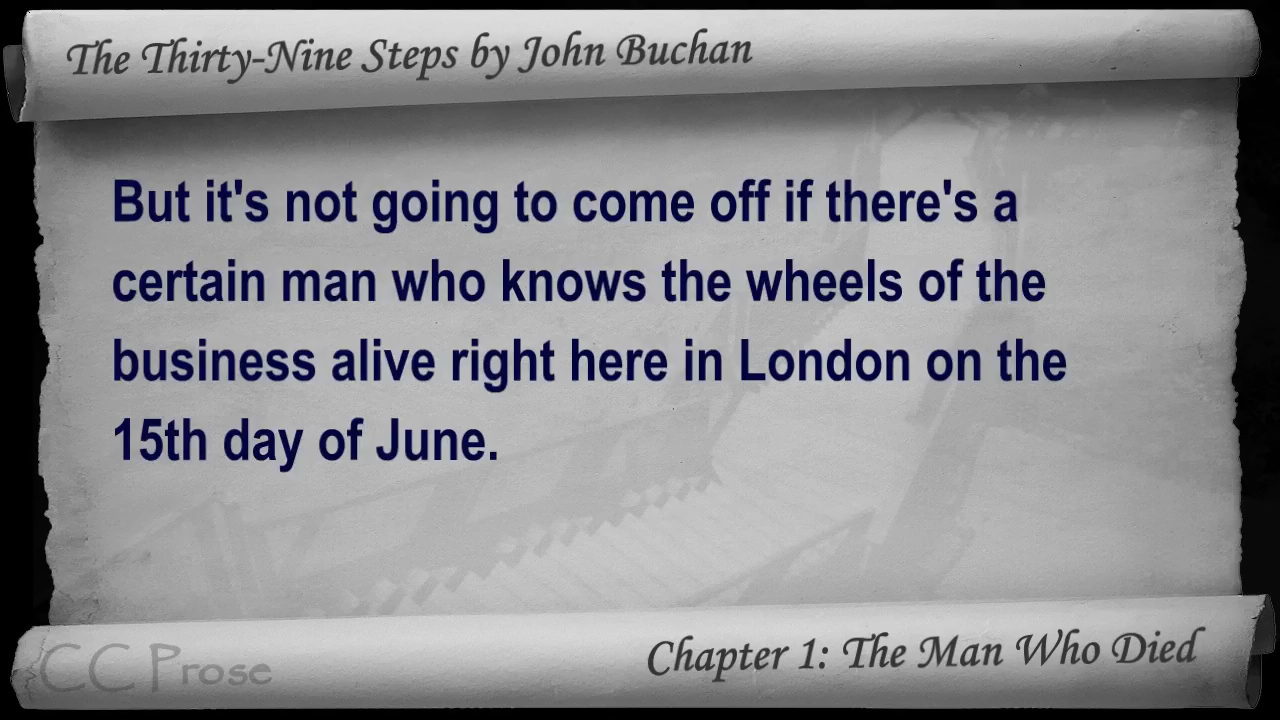 The Thirty-Nine Steps by John Buchan
But it's not going to come off if there's a
certain man who knows the wheels of the
business alive right here in London on the
15th day of June.
CC Prose
Chapter 1: The Man Who Died